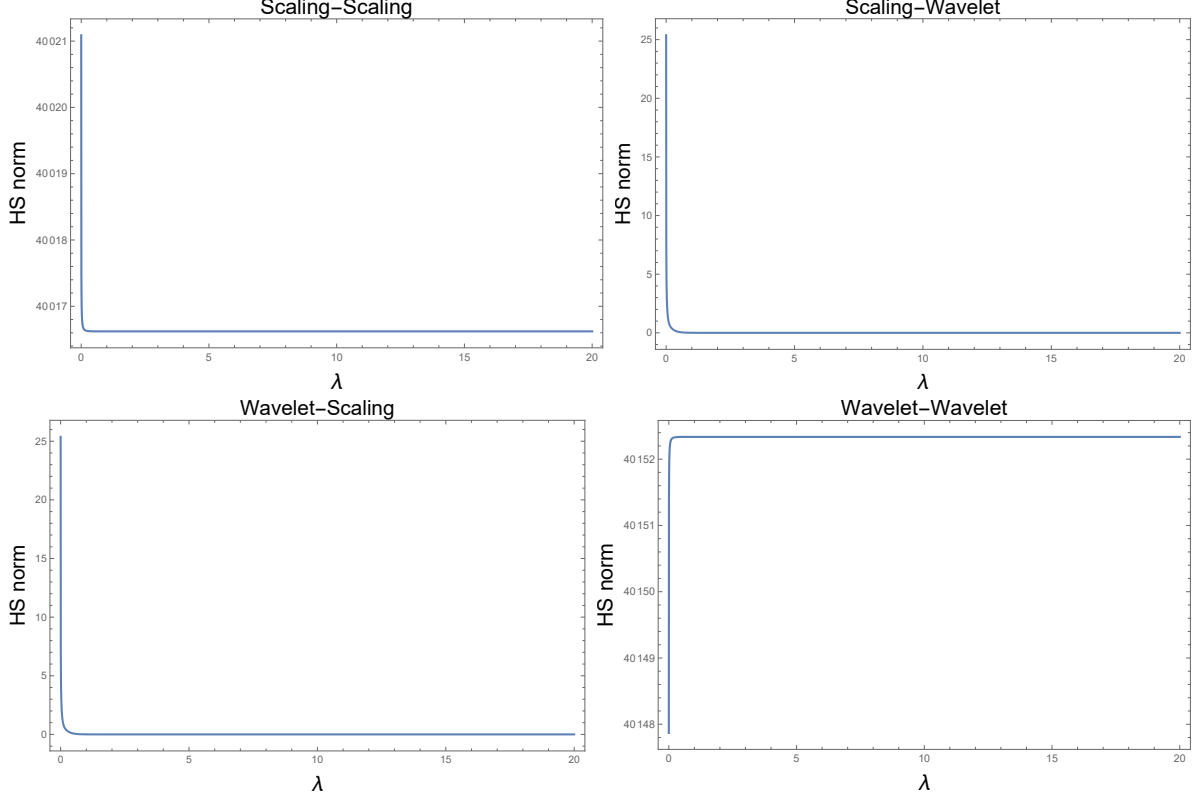 Scaling−Scaling
40021
40020
40019
40018
40017
HS norm
0 5 10 15 20
λ
Scaling−Wavelet
25
20
15
10
5
0
HS norm
0 5 10 15 20
λ
Wavelet−Scaling
25
20
15
10
5
0
HS norm
0 5 10 15 20
λ
Wavelet−Wavelet
40152
40151
40150
40149
40148
HS norm
0 5 10 15 20
λ